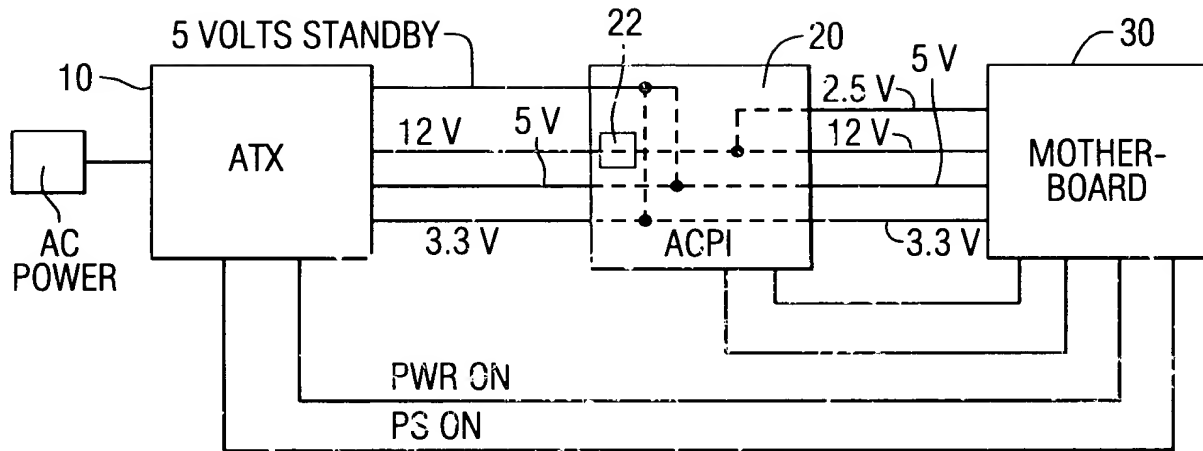 5 VOLTS STANDBY
22
20
30
10
5 V
2.5 V
12 V
5 V
12 V
ATX
MOTHER-
BOARD
AC
POWER
3.3 V
ACPI
3.3 V
PWR ON
PS ON